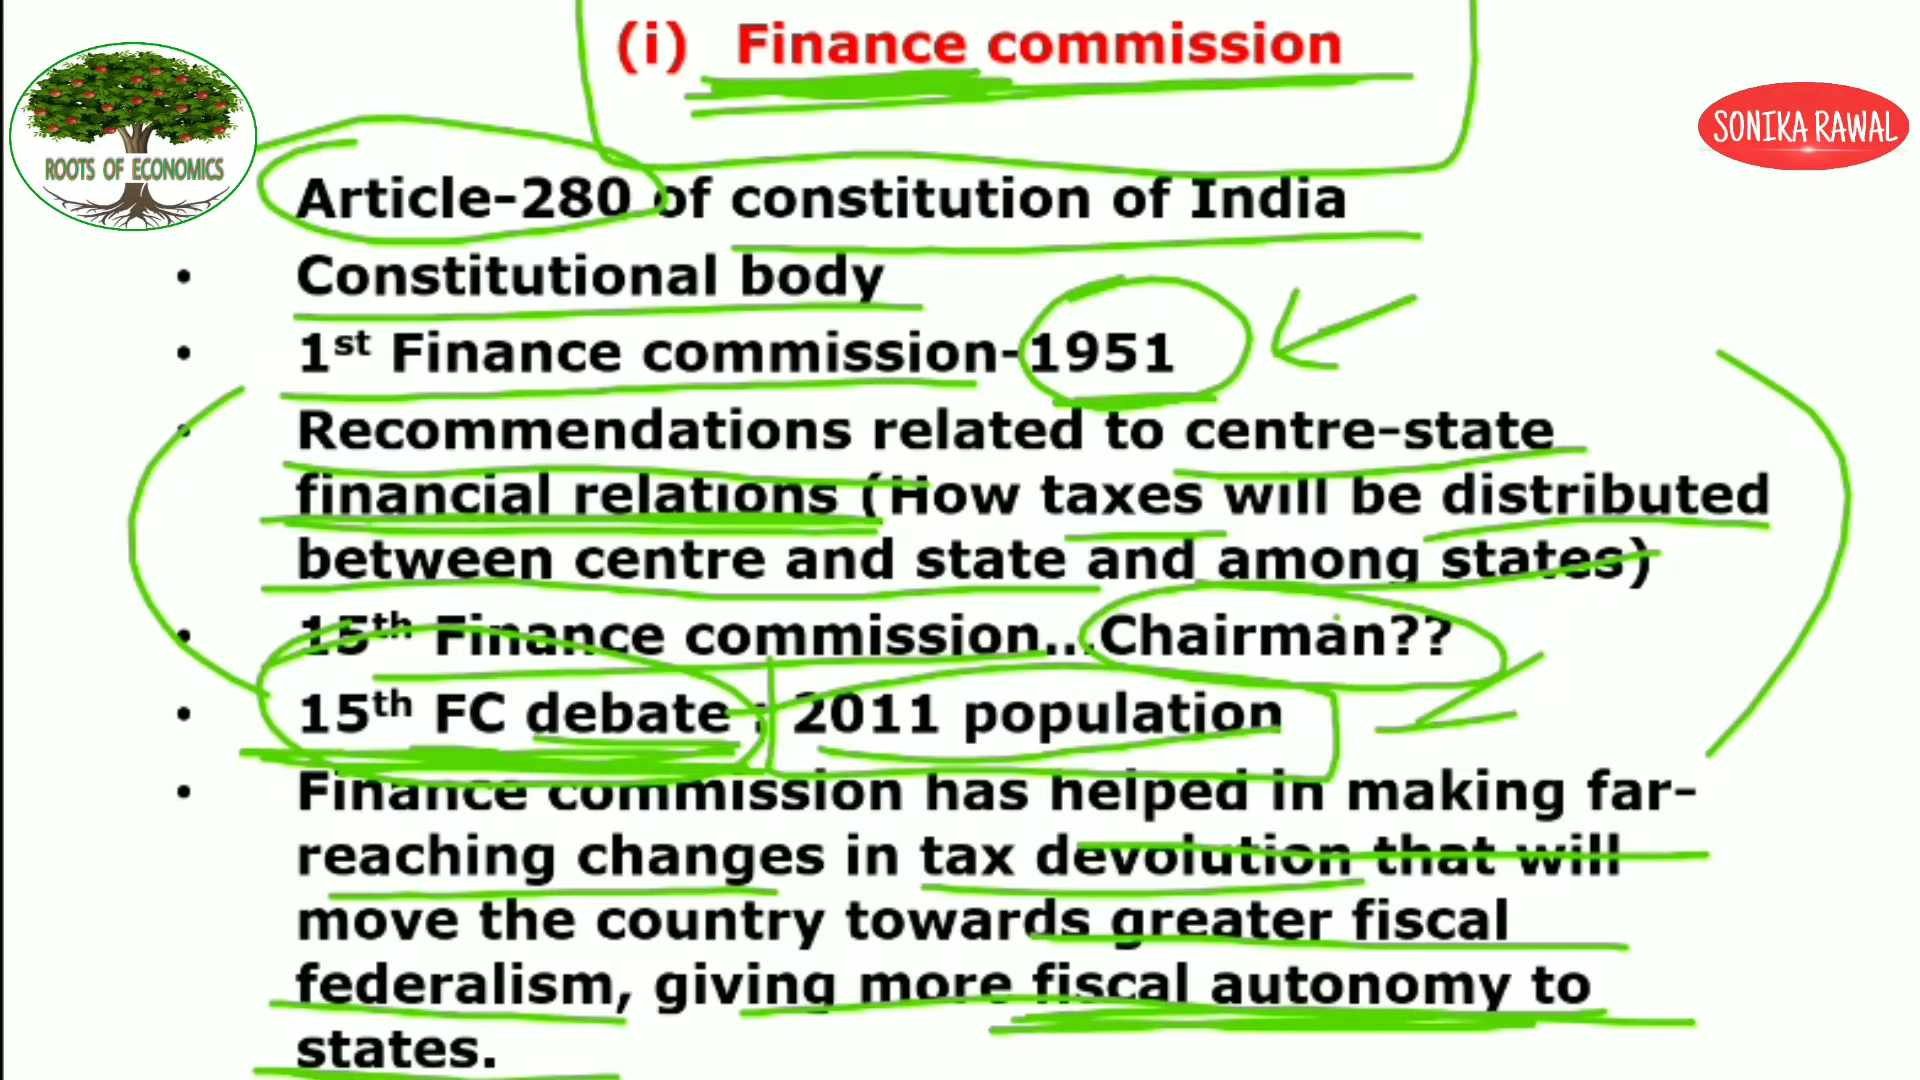 (i) Finance commission
ROOTS OF ECONOMICS
SONIKA RAWAL
Article-280 of constitution of India
• Constitutional body
• 1st Finance commission-1951
• Recommendations related to centre-state
financial relations (How taxes will be distributed
between centre and state and among states)
• 15th Finance commission...Chairman??
• 15th FC debate : 2011 population
• Finance commission has helped in making far-
reaching changes in tax devolution that will
move the country towards greater fiscal
federalism, giving more fiscal autonomy to
states.